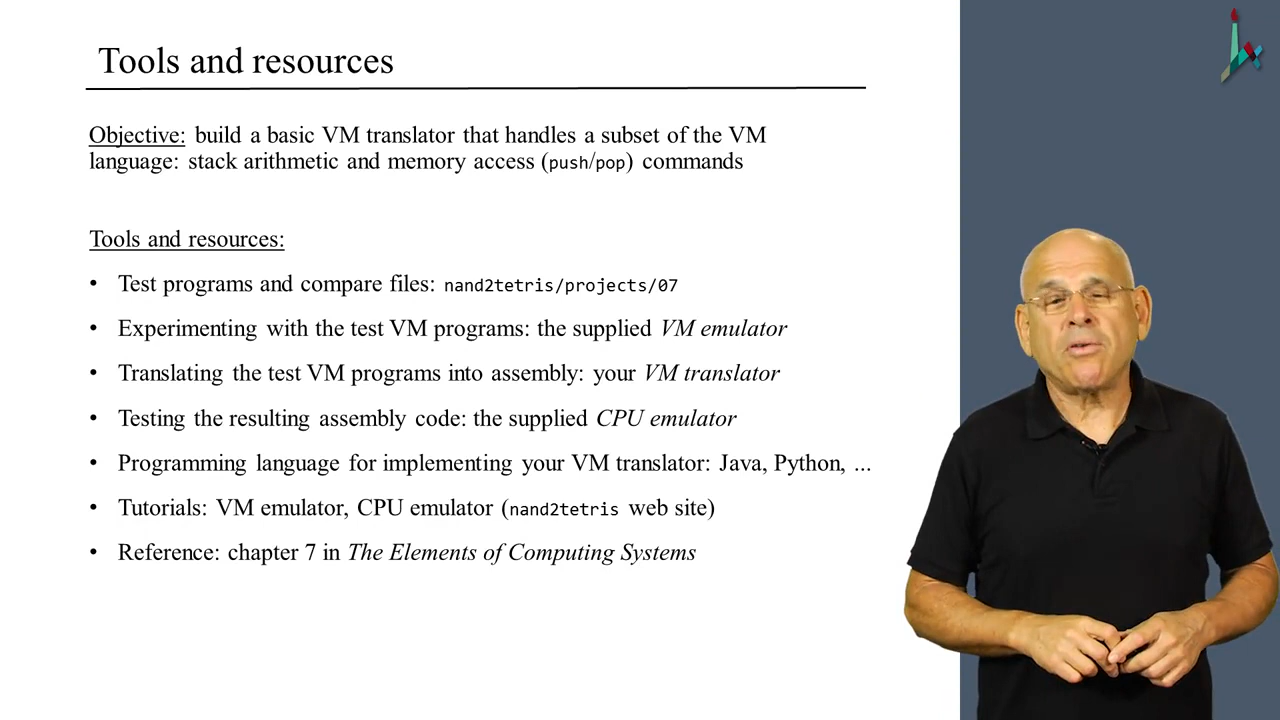 Tools and resources
Objective: build a basic VM translator that handles a subset of the VM
language: stack arithmetic and memory access (push/pop) commands
Tools and resources:
• Test programs and compare files: nand2tetris/projects/07
• Experimenting with the test VM programs: the supplied VM emulator
• Translating the test VM programs into assembly: your VM translator
• Testing the resulting assembly code: the supplied CPU emulator
• Programming language for implementing your VM translator: Java, Python, ...
• Tutorials: VM emulator, CPU emulator (nand2tetris web site)
• Reference: chapter 7 in The Elements of Computing Systems